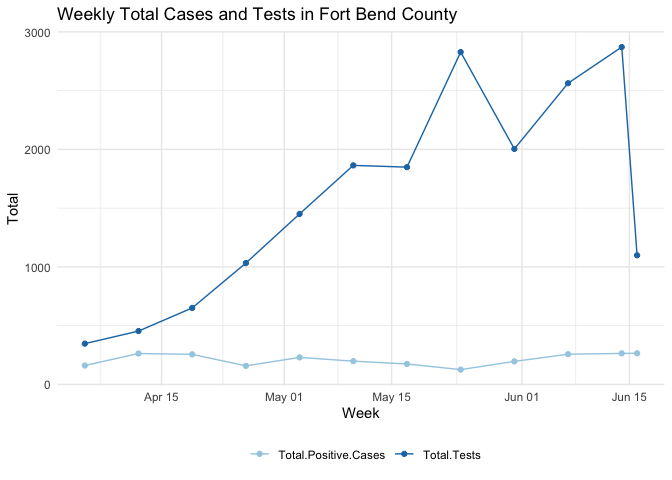 Weekly Total Cases and Tests in Fort Bend County
3000
2000
1000
0
Total
Apr 15 May 01 May 15 Jun 01 Jun 15
Week
Total.Positive.Cases Total.Tests